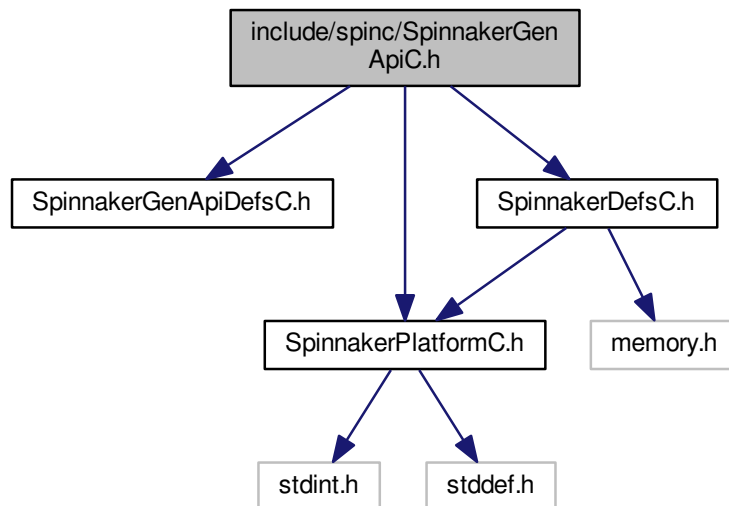 include/spinc/SpinnakerGen
ApiC.h
SpinnakerGenApiDefsC.h
SpinnakerDefsC.h
SpinnakerPlatformC.h
memory.h
stdint.h
stddef.h